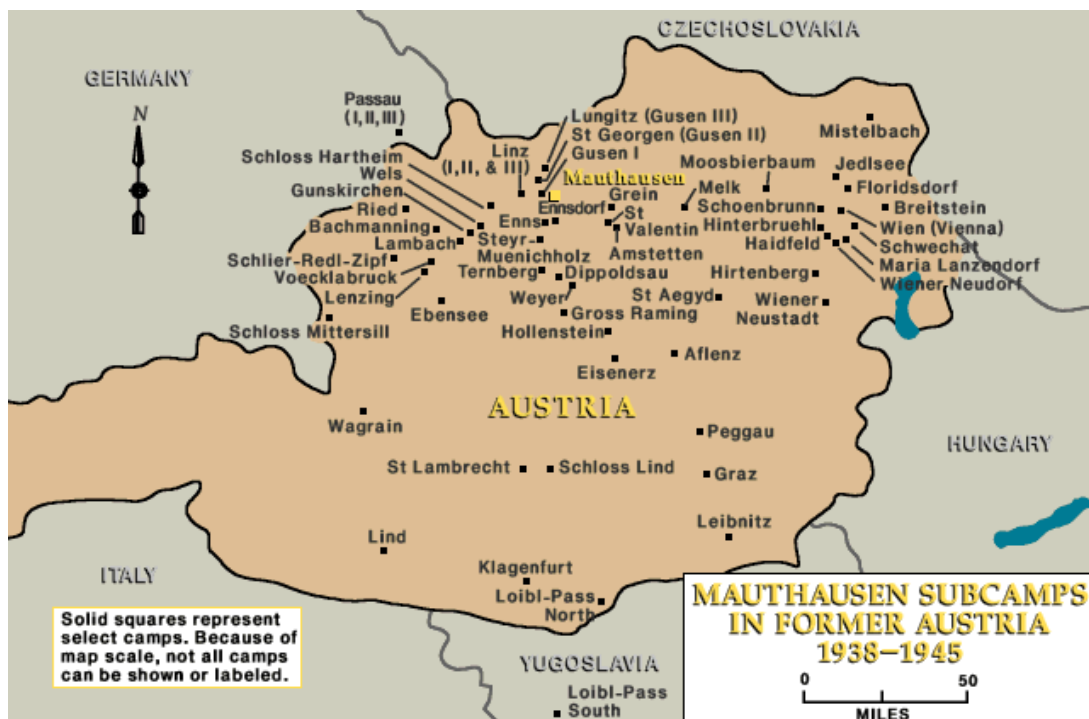 CZECHOSLOVAKIA
GERMANY
N
Passau
(I,II,III)
Lungitz (Gusen III)
St Georgen (Gusen II)
Gusen I
Linz
(I,II, & III)
Mauthausen
Mistelbach
Schloss Hartheim
Wels
Gunskirchen
Ried
Bachmanning
Lambach
Schlier-Redl-Zipf
Voecklabruck
Lenzing
Schloss Mittersill
Moosbierbaum
Jedlsee
Grein
Melk
Floridsdorf
Ennsdorf
Schoenbrunn
Breitstein
Enns
St
Valentin
Hinterbruehl
Wien (Vienna)
Steyr-
Muenichholz
Amstetten
Haidfeld
Schwechat
Maria Lanzendorf
Wiener Neudorf
Ternberg
Dippoldsau
Hirtenberg
Weyer
St Aegyd
Wiener
Neustadt
Ebensee
Gross Raming
Hollenstein
Aflenz
Eisenerz
AUSTRIA
Wagrain
Peggau
HUNGARY
St Lambrecht
Schloss Lind
Graz
Leibnitz
Lind
Klagenfurt
ITALY
Loibl-Pass
North
YUGOSLAVIA
Loibl-Pass
South
Solid squares represent
select camps. Because of
map scale, not all camps
can be shown or labeled.
MAUTHAUSEN SUBCAMPS
IN FORMER AUSTRIA
1938–1945
0 50
MILES